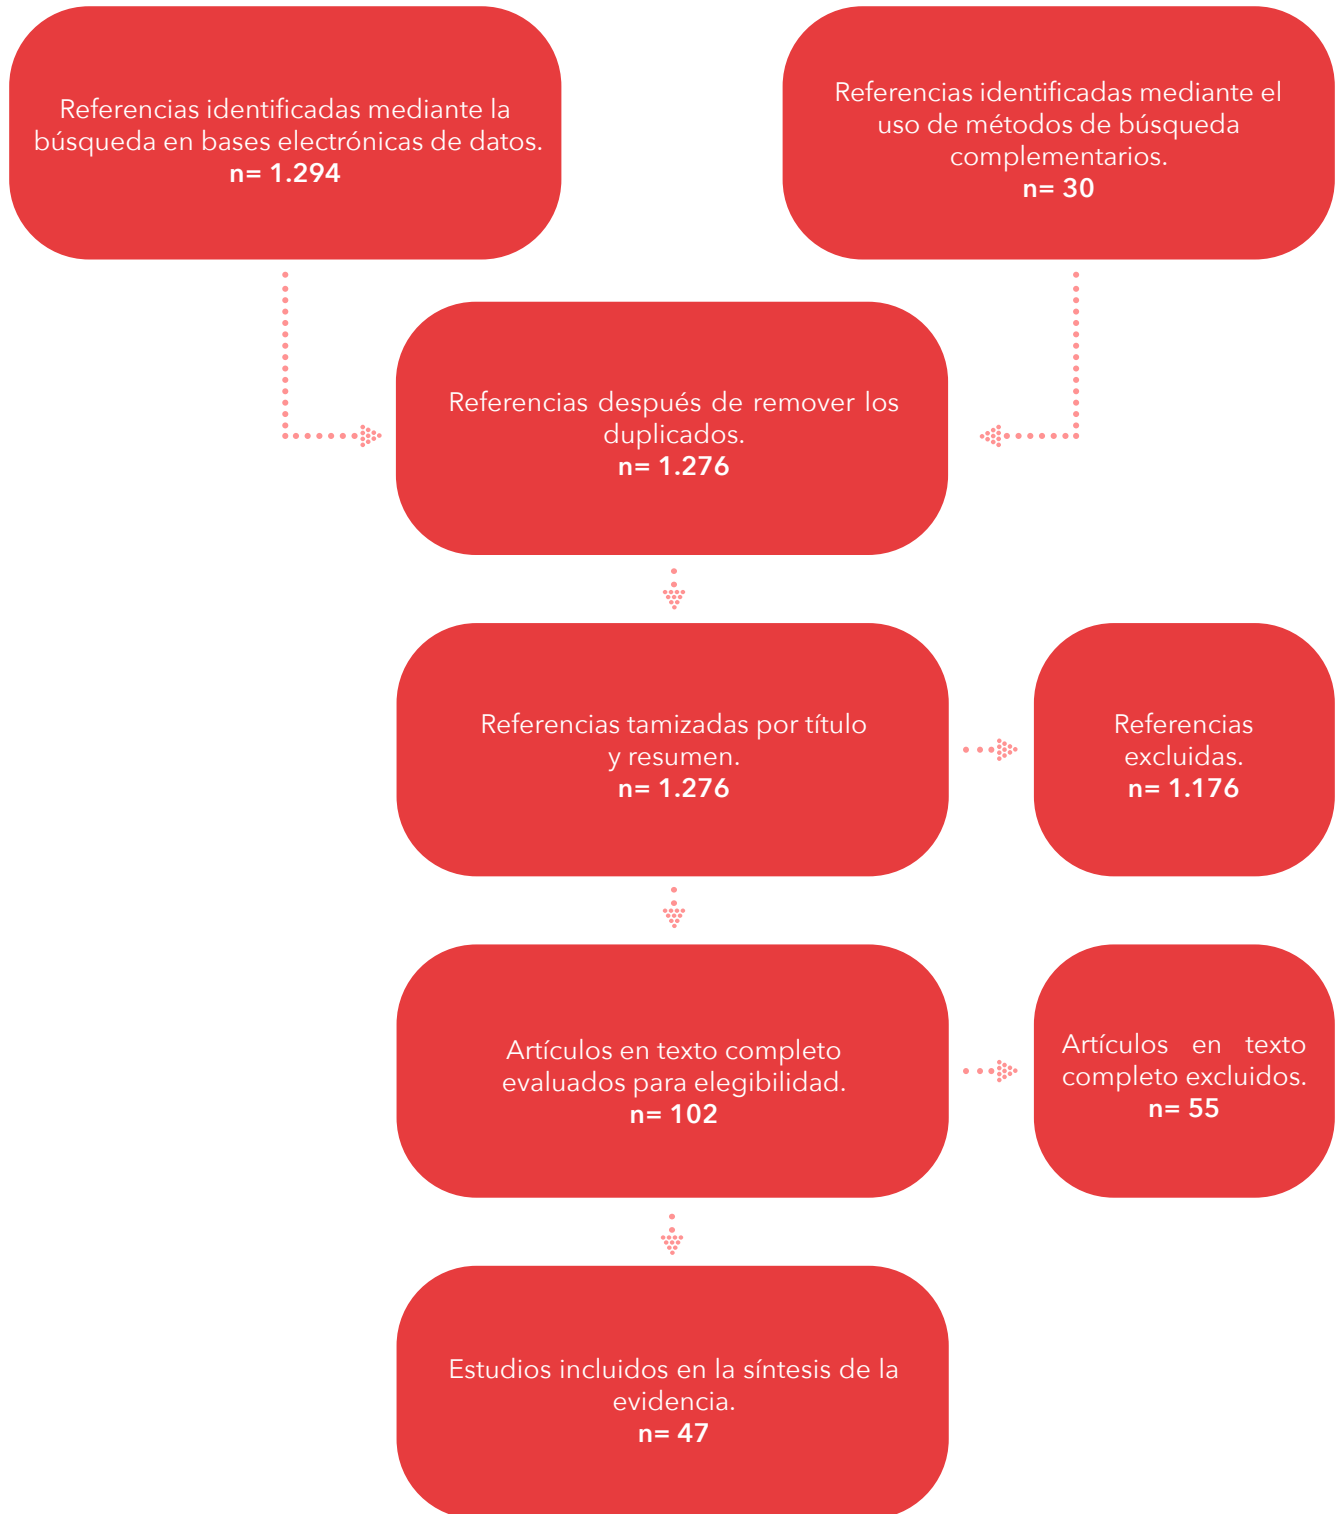 Referencias identificadas mediante la
búsqueda en bases electrónicas de datos.
n= 1.294
Referencias identificadas mediante el
uso de métodos de búsqueda
complementarios.
n= 30
Referencias después de remover los
duplicados.
n= 1.276
Referencias tamizadas por título
y resumen.
n= 1.276
Referencias
excluidas.
n= 1.176
Artículos en texto completo
evaluados para elegibilidad.
n= 102
Artículos en texto
completo excluidos.
n= 55
Estudios incluidos en la síntesis de la
evidencia.
n= 47